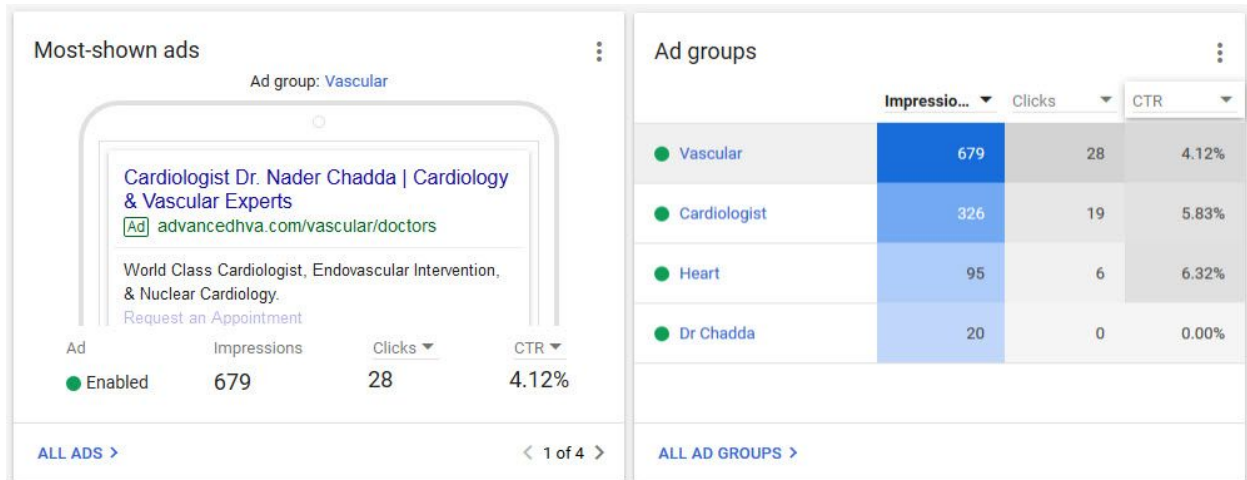 Most-shown ads
Ad group: Vascular
Cardiologist Dr. Nader Chadda | Cardiology
& Vascular Experts
Ad advancedhva.com/vascular/doctors
World Class Cardiologist, Endovascular Intervention,
& Nuclear Cardiology.
Request an Appointment
Ad Impressions Clicks CTR
Enabled 679 28 4.12%
ALL ADS > < 1 of 4 >
Ad groups
Impressio... Clicks CTR
Vascular 679 28 4.12%
Cardiologist 326 19 5.83%
Heart 95 6 6.32%
Dr Chadda 20 0 0.00%
ALL AD GROUPS >